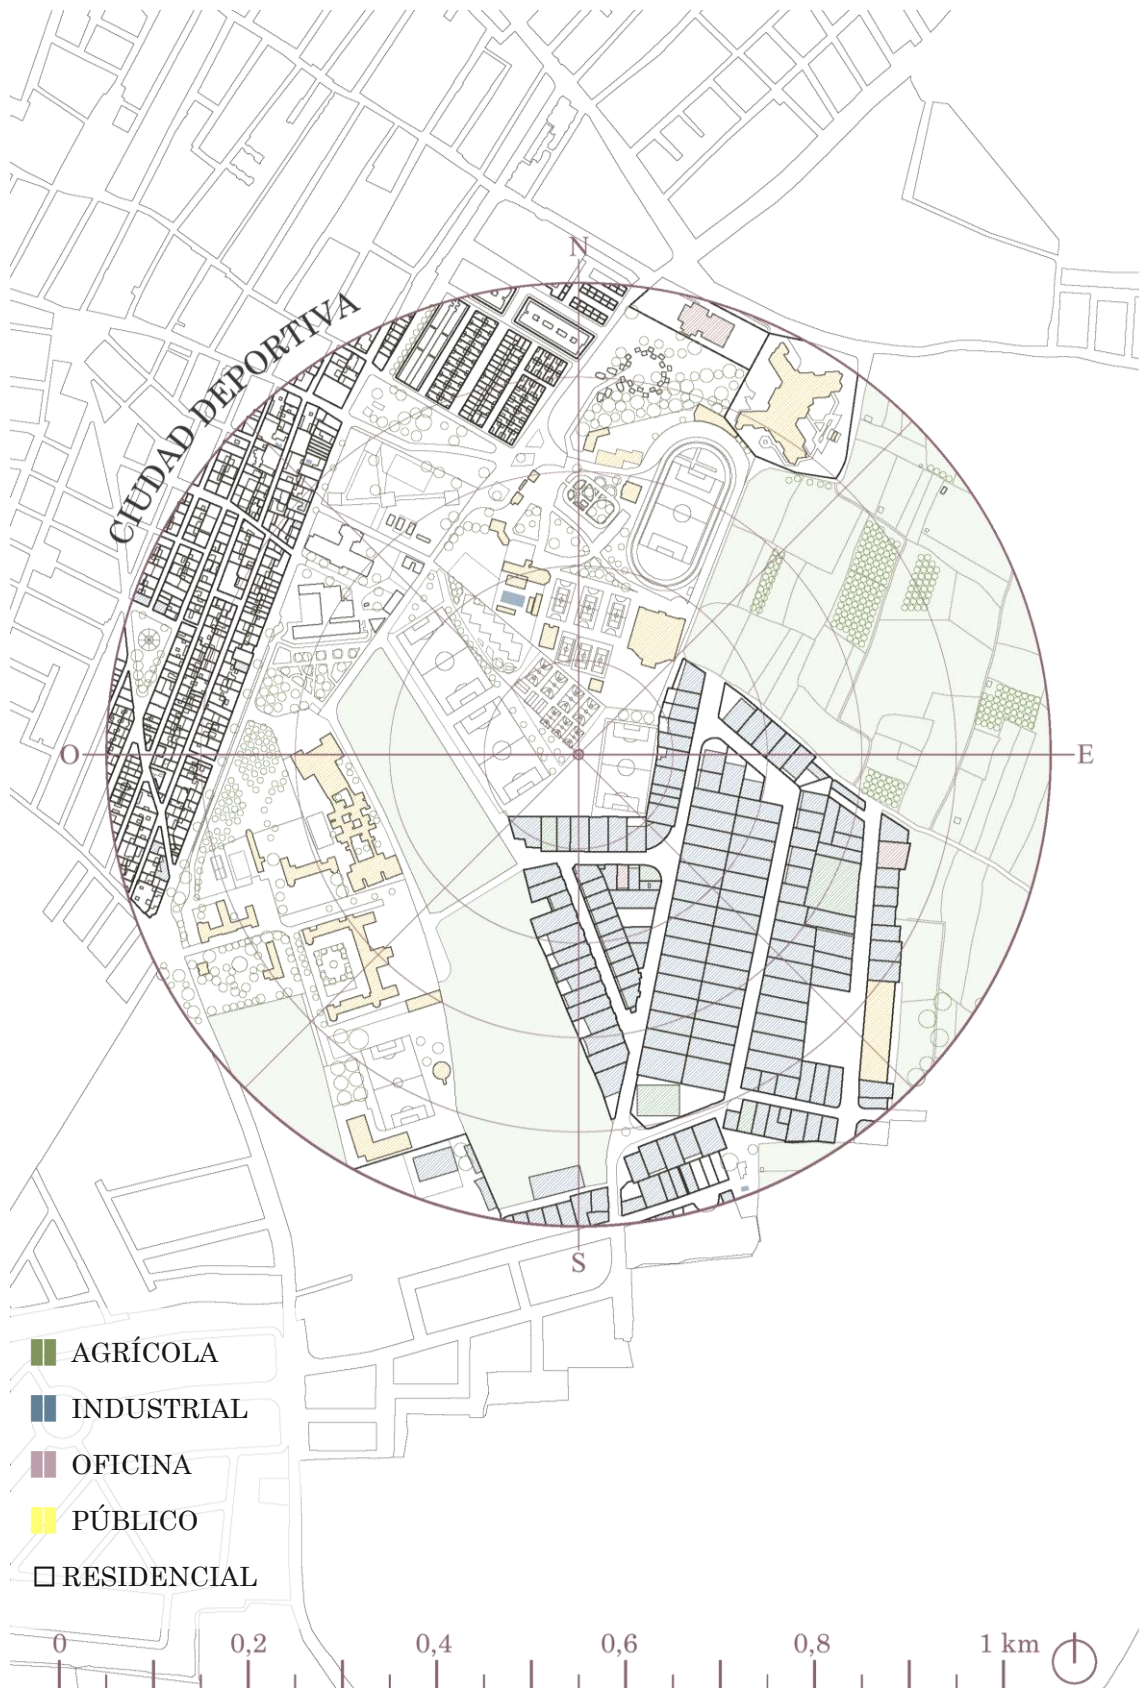 N
CIUDAD DEPORTIVA
O
E
S
AGRÍCOLA
INDUSTRIAL
OFICINA
PÚBLICO
RESIDENCIAL
0 0,2 0,4 0,6 0,8 1 km